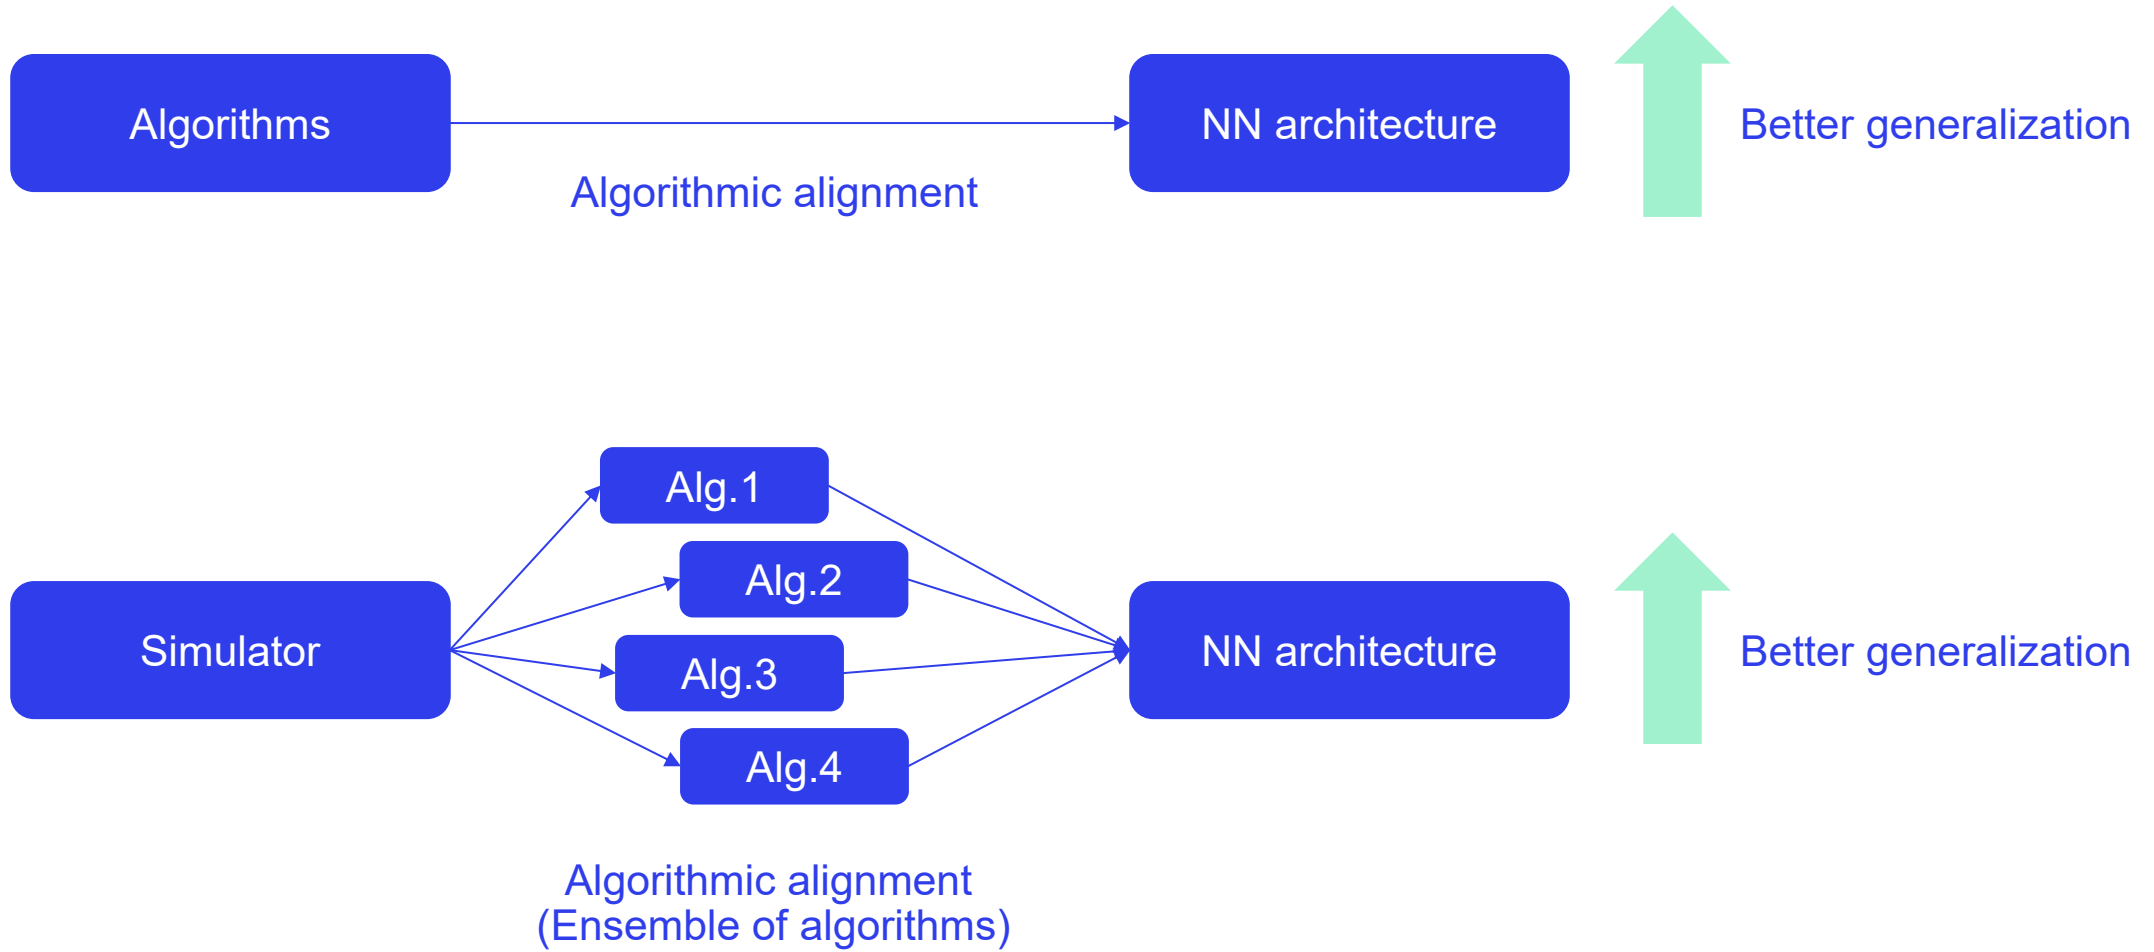 Algorithms
NN architecture
Better generalization
Algorithmic alignment
Alg.1
Alg.2
Simulator
Alg.3
NN architecture
Better generalization
Alg.4
Algorithmic alignment
(Ensemble of algorithms)